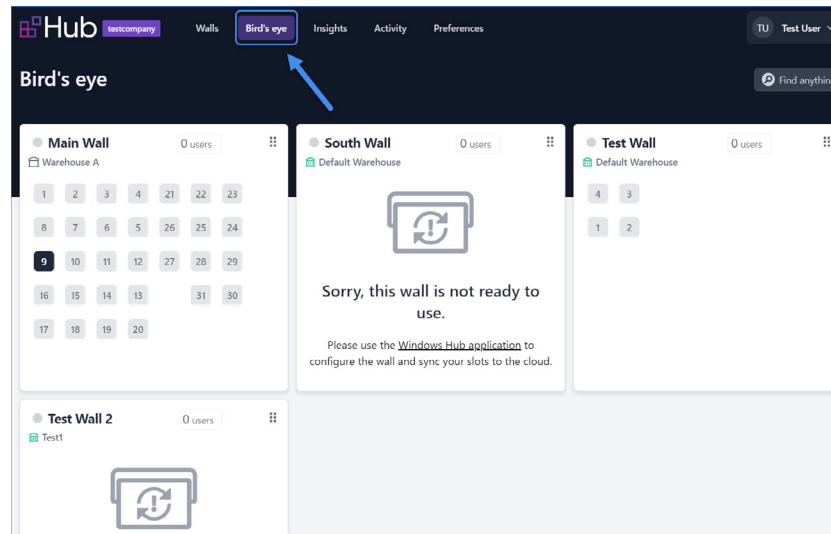 Hub testcompany Walls Bird's eye Insights Activity Preferences TU Test User
Bird's eye
Find anything
Main Wall 0 users
Warehouse A
1 2 3 4 21 22 23
8 7 6 5 26 25 24
9 10 11 12 27 28 29
16 15 14 13 31 30
17 18 19 20
South Wall 0 users
Default Warehouse
Sorry, this wall is not ready to
use.
Please use the Windows Hub application to
configure the wall and sync your slots to the cloud.
Test Wall 0 users
Default Warehouse
4 3
1 2
Test Wall 2 0 users
Test1